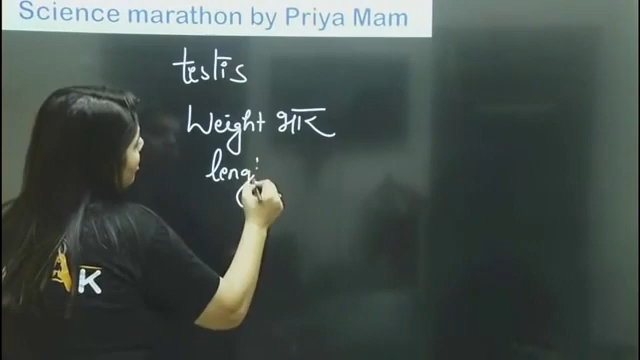 Science marathon by Priya Mam
testis
Weight भार
leng